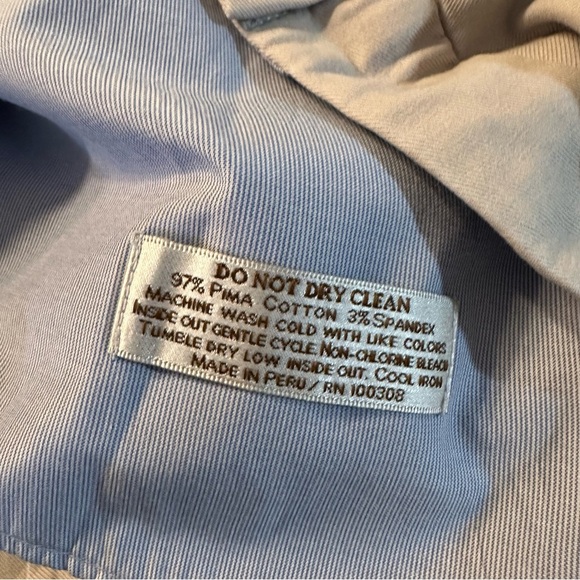 DO NOT DRY CLEAN
97% PIMA COTTON 3% SPANDEX
MACHINE WASH COLD WITH LIKE COLORS
INSIDE OUT GENTLE CYCLE. NON-CHLORINE BLEACH
TUMBLE DRY LOW INSIDE OUT. COOL IRON
MADE IN PERU / RN 100308